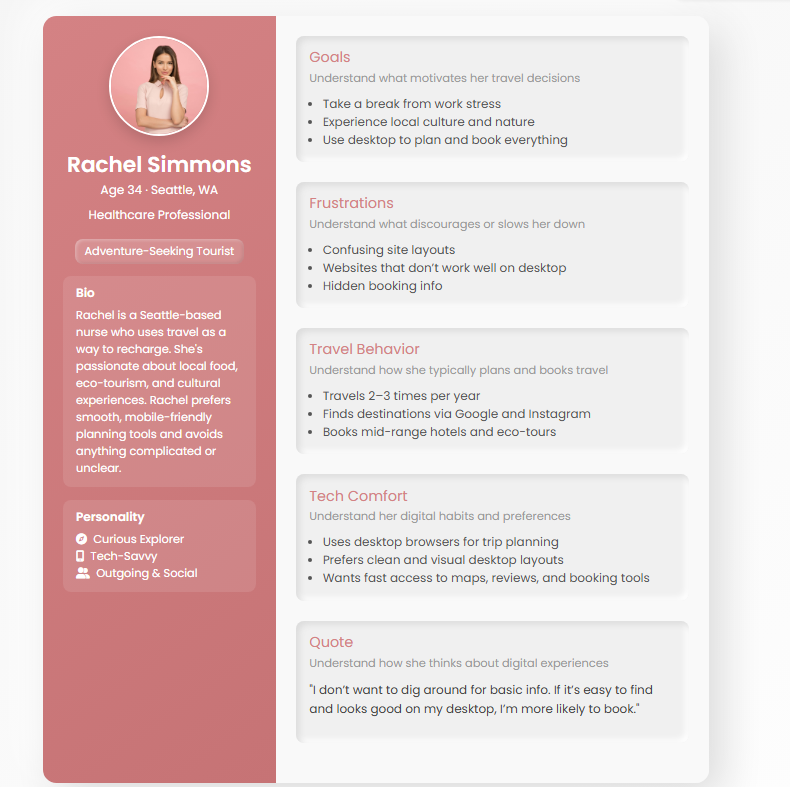 Rachel Simmons
Age 34 · Seattle, WA
Healthcare Professional
Adventure-Seeking Tourist
Bio
Rachel is a Seattle-based
nurse who uses travel as a
way to recharge. She's
passionate about local food,
eco-tourism, and cultural
experiences. Rachel prefers
smooth, mobile-friendly
planning tools and avoids
anything complicated or
unclear.
Personality
Curious Explorer
Tech-Savvy
Outgoing & Social
Goals
Understand what motivates her travel decisions
• Take a break from work stress
• Experience local culture and nature
• Use desktop to plan and book everything
Frustrations
Understand what discourages or slows her down
• Confusing site layouts
• Websites that don’t work well on desktop
• Hidden booking info
Travel Behavior
Understand how she typically plans and books travel
• Travels 2–3 times per year
• Finds destinations via Google and Instagram
• Books mid-range hotels and eco-tours
Tech Comfort
Understand her digital habits and preferences
• Uses desktop browsers for trip planning
• Prefers clean and visual desktop layouts
• Wants fast access to maps, reviews, and booking tools
Quote
Understand how she thinks about digital experiences
"I don’t want to dig around for basic info. If it’s easy to find
and looks good on my desktop, I’m more likely to book."